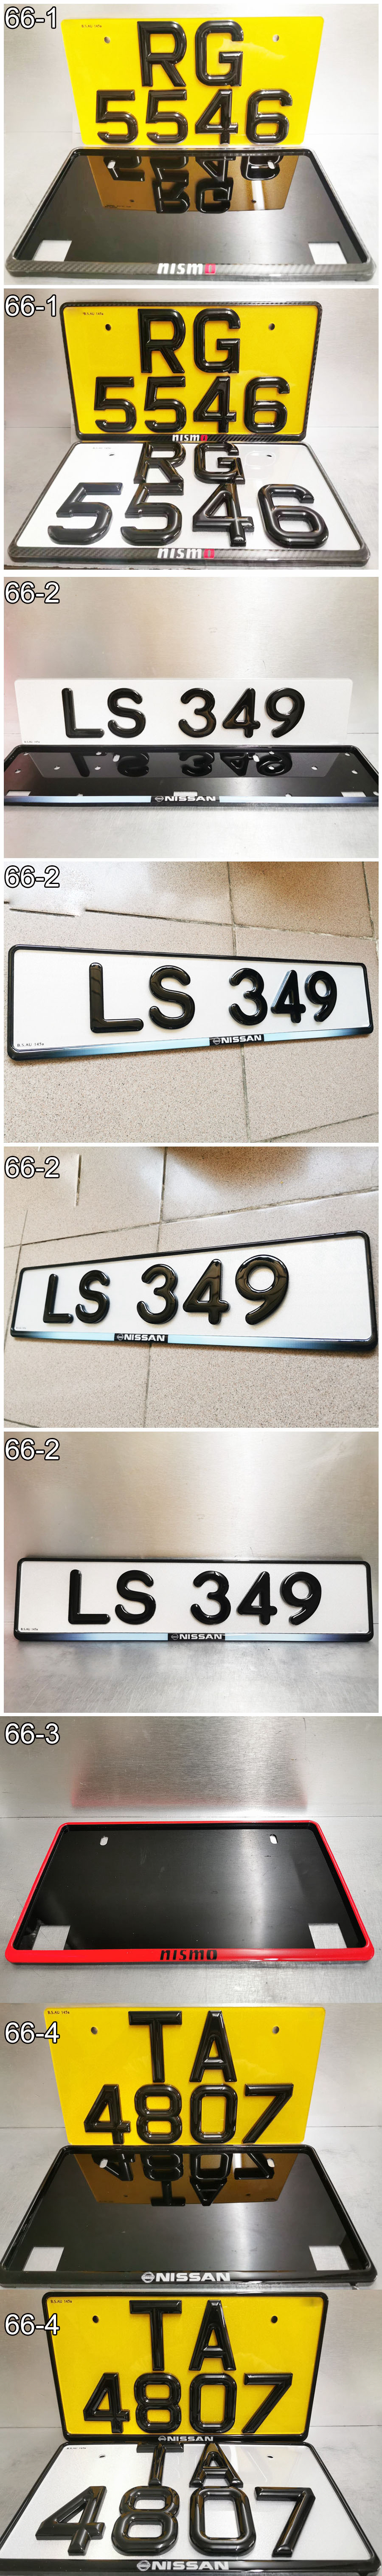 66-1
RG
5546
nismo
66-1
RG
5546
nismo
RG
5546
nismo
66-2
LS 349
NISSAN
66-2
LS 349
NISSAN
66-2
LS 349
NISSAN
66-2
LS 349
NISSAN
66-3
nismo
66-4
TA
4807
NISSAN
66-4
TA
4807
NISSAN
TA
4807
NISSAN